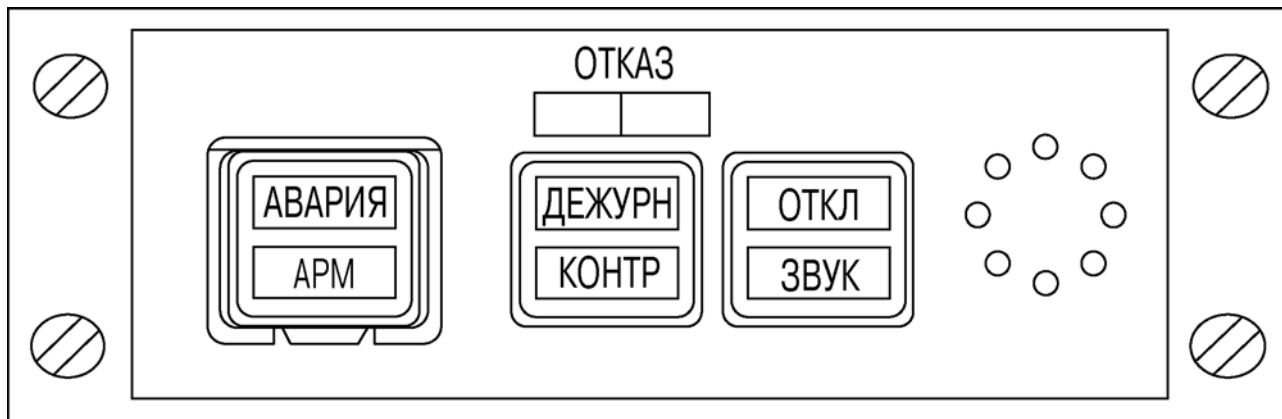 ОТКАЗ
АВАРИЯ
АРМ
ДЕЖУРН
КОНТР
ОТКЛ
ЗВУК